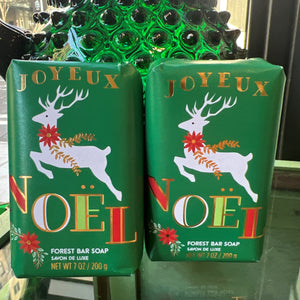 JOYEUX
NOËL
FOREST BAR SOAP
SAVON DE LUXE
NET WT 7 OZ / 200 g
JOYEUX
NOËL
FOREST BAR SOAP
SAVON DE LUXE
NET WT 7 OZ / 200 g